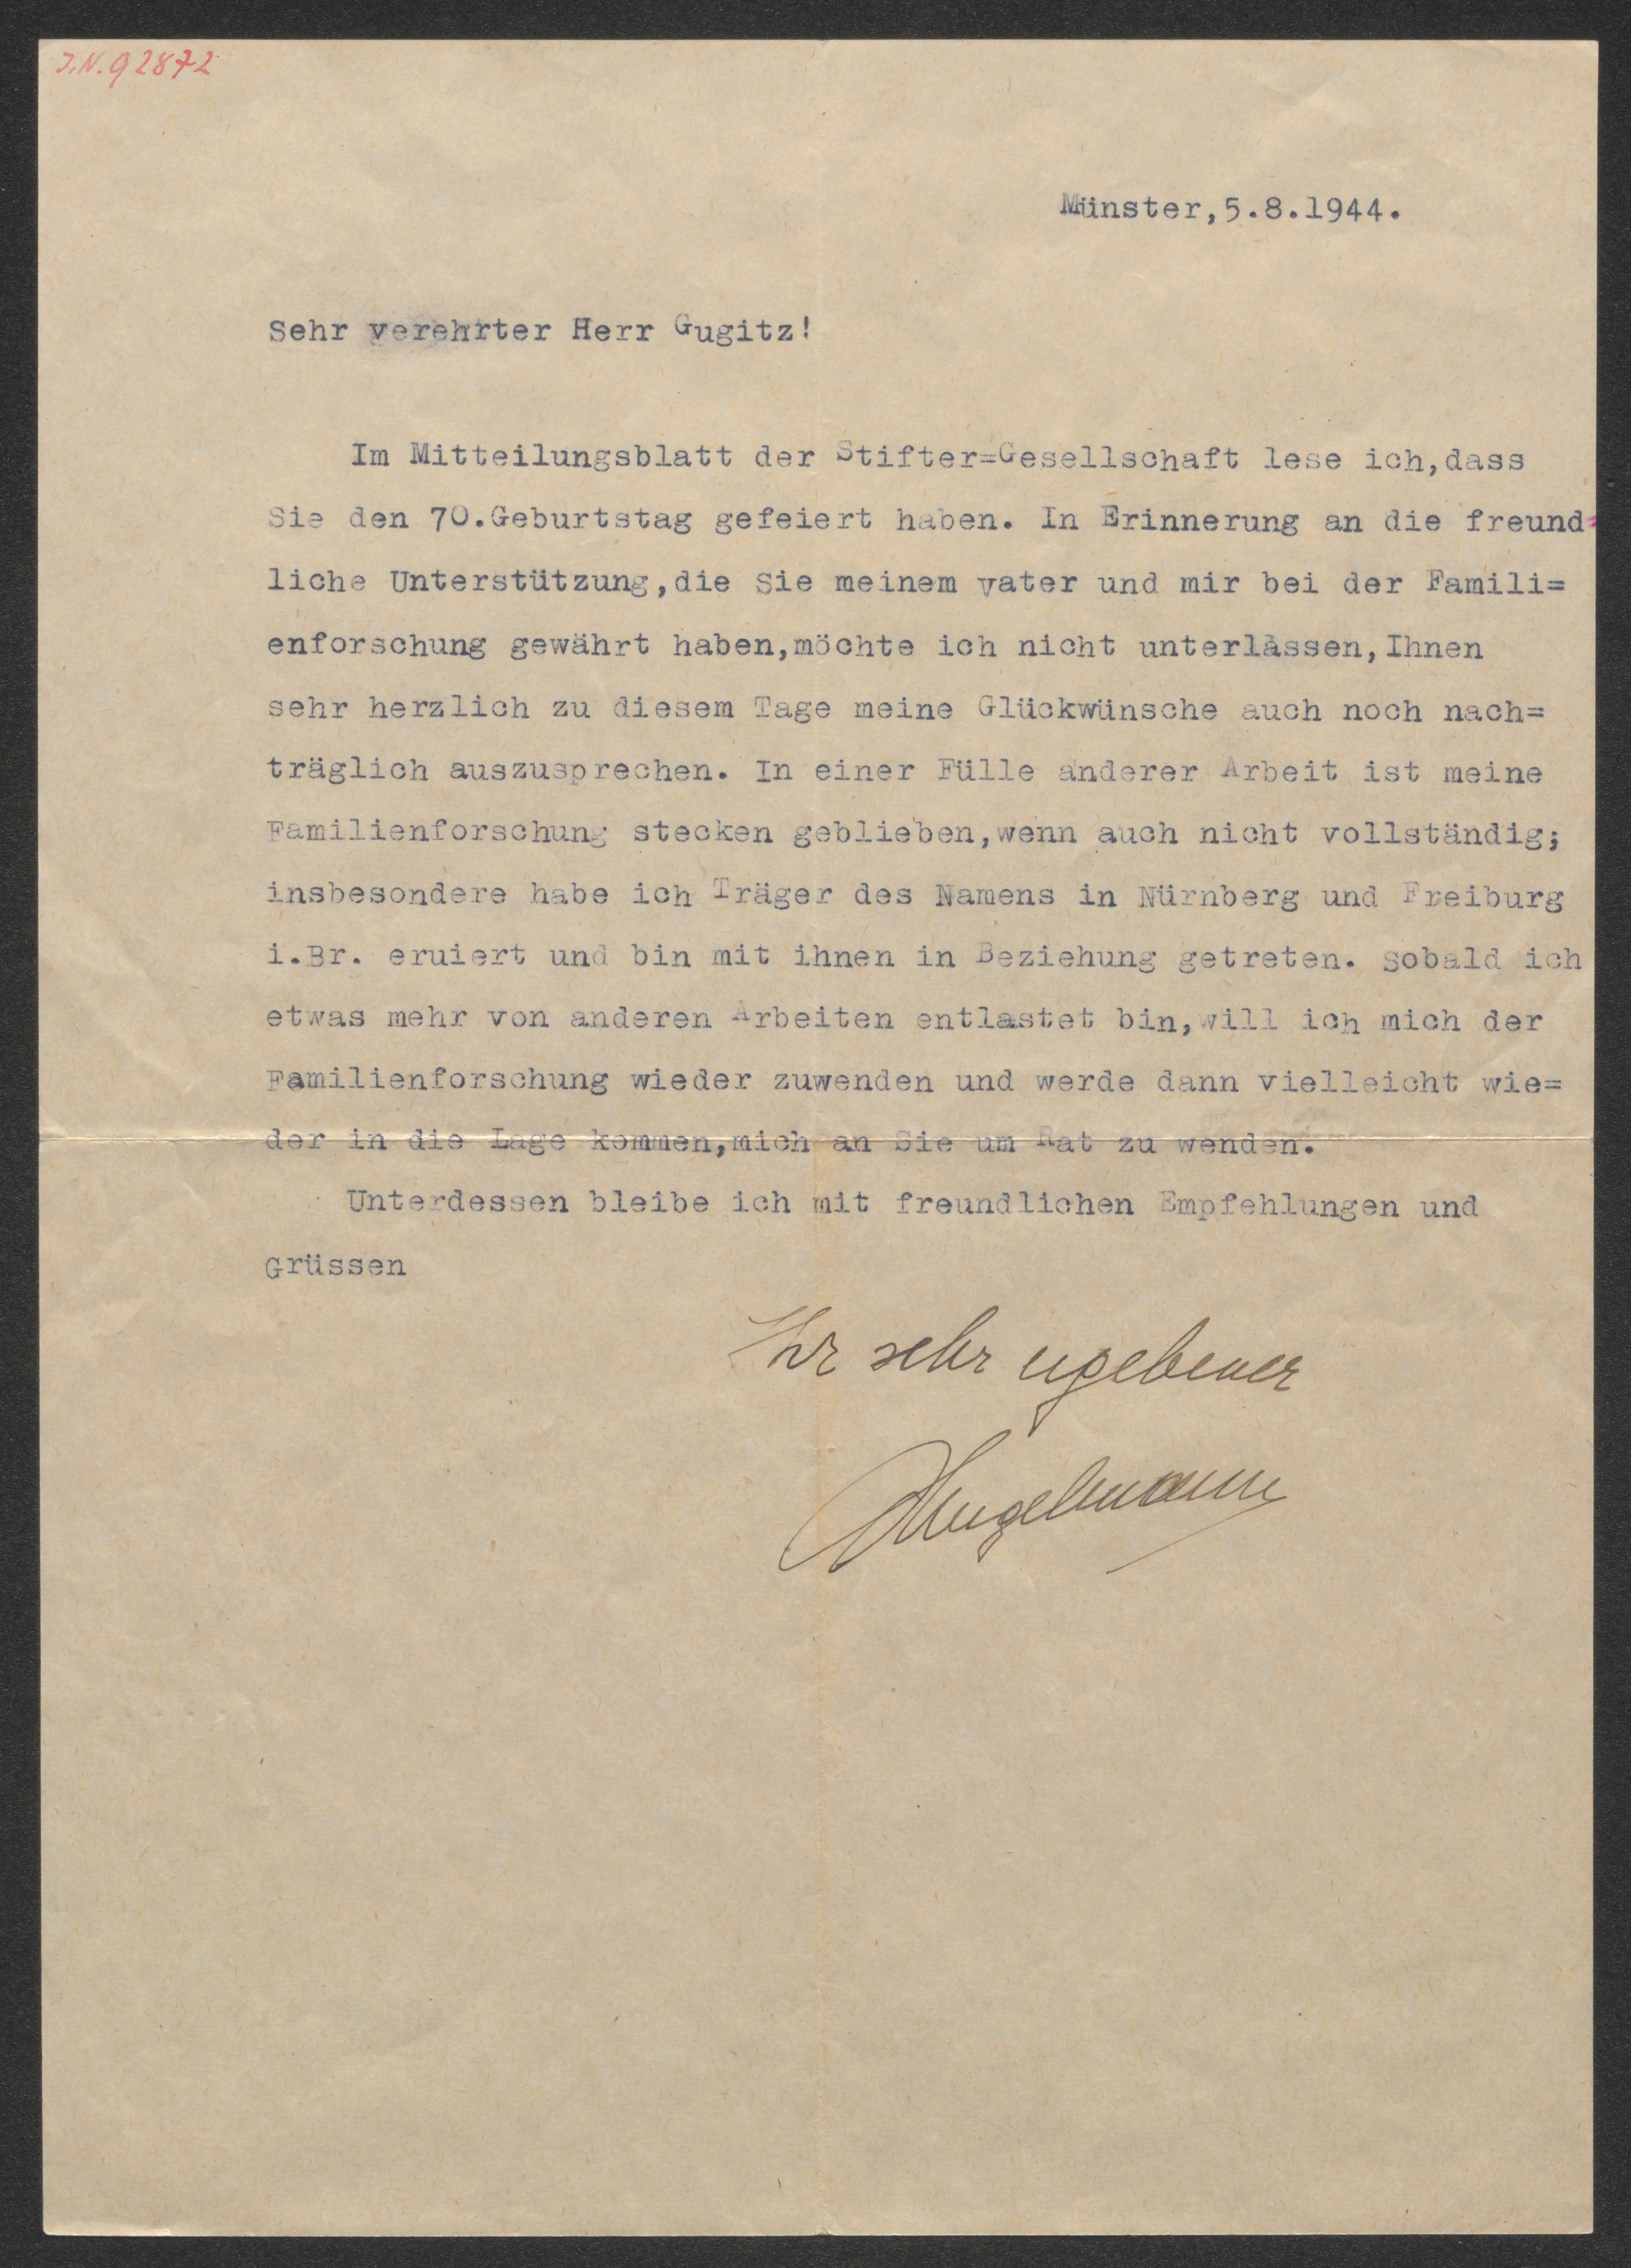 J.N. 92872
Münster,5.8.1944.
Sehr verehrter Herr Gugitz!
Im Mitteilungsblatt der Stifter=Gesellschaft lese ich,dass
Sie den 70.Geburtstag gefeiert haben. In Erinnerung an die freund=
liche Unterstützung,die Sie meinem Vater und mir bei der Famili=
enforschung gewährt haben,möchte ich nicht unterlassen,Ihnen
sehr herzlich zu diesem Tage meine Glückwünsche auch noch nach=
träglich auszusprechen. In einer Fülle anderer Arbeit ist meine
Familienforschung stecken geblieben,wenn auch nicht vollständig;
insbesondere habe ich Träger des Namens in Nürnberg und Freiburg
i.Br. eruiert und bin mit ihnen in Beziehung getreten. Sobald ich
etwas mehr von anderen Arbeiten entlastet bin,will ich mich der
Familienforschung wieder zuwenden und werde dann vielleicht wie=
der in die Lage kommen,mich an Sie um Rat zu wenden.
Unterdessen bleibe ich mit freundlichen Empfehlungen und
Grüssen
Ihr sehr ergebener
Hugelmann